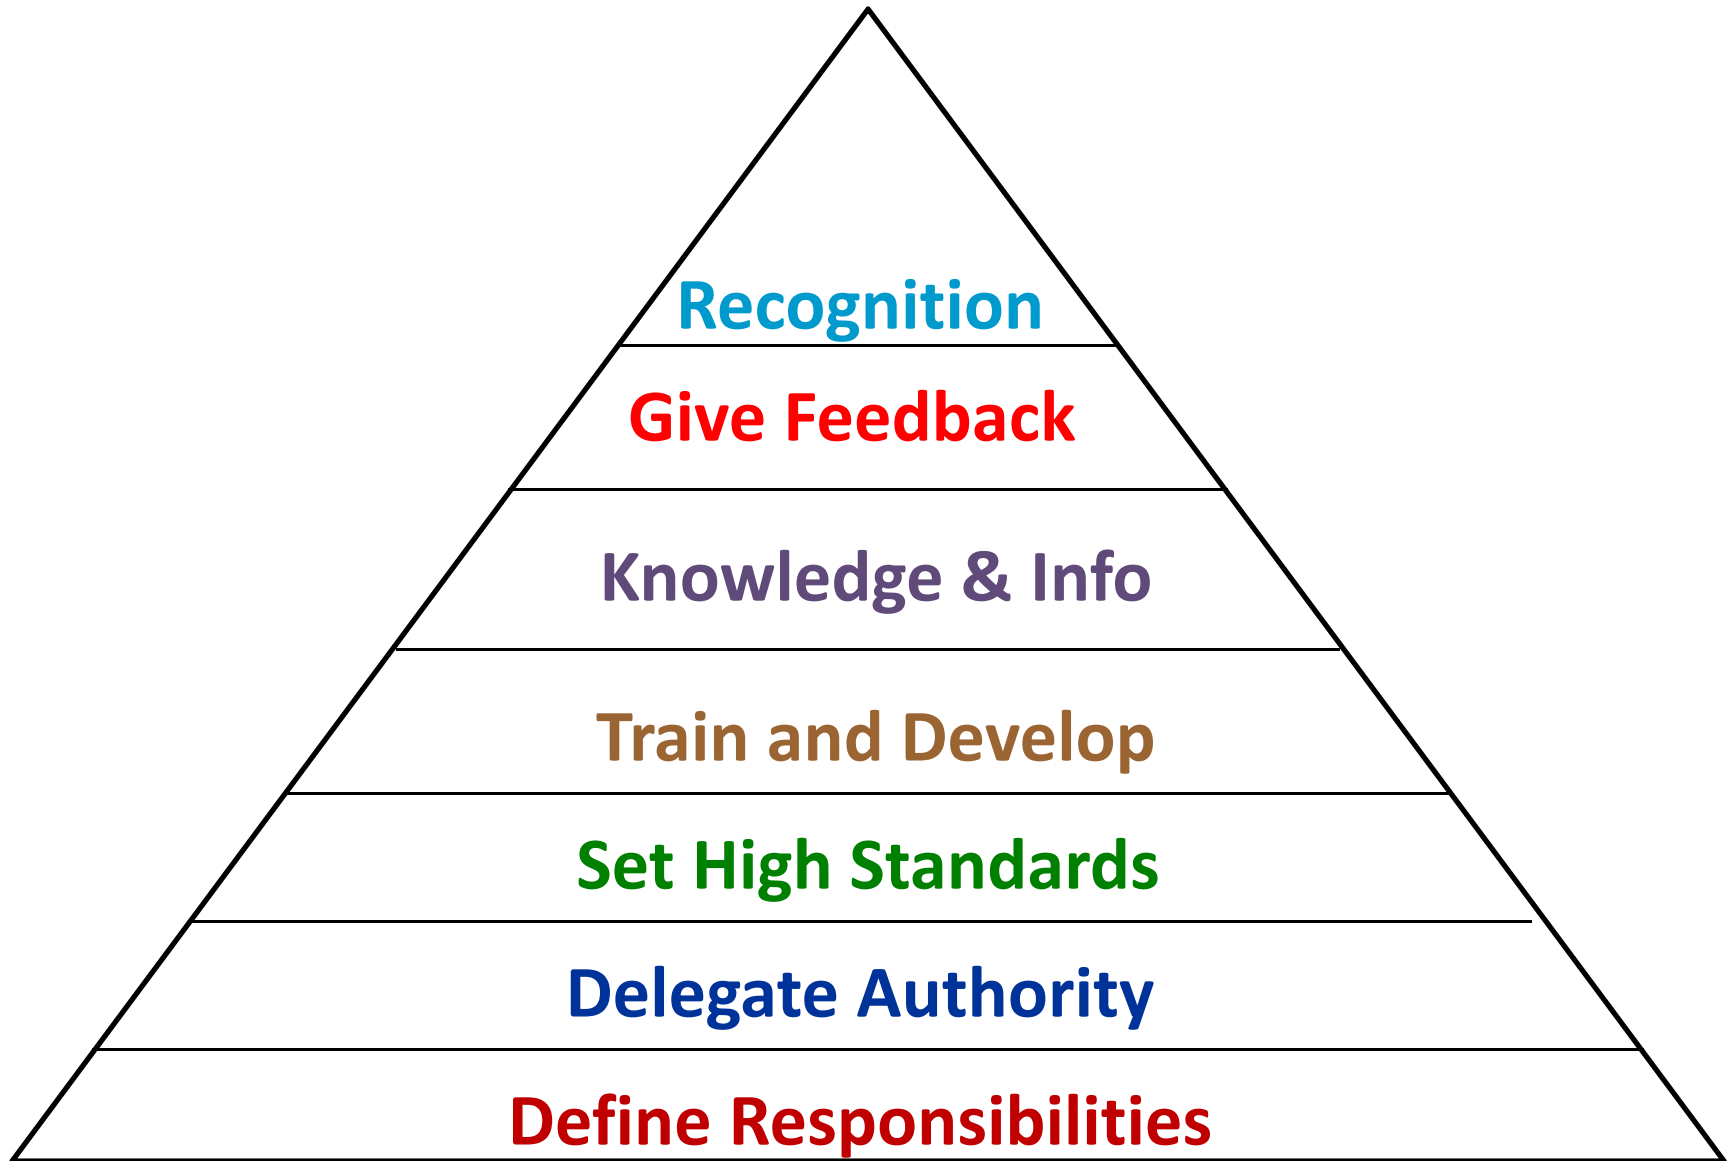 Recognition
Give Feedback
Knowledge & Info
Train and Develop
Set High Standards
Delegate Authority
Define Responsibilities